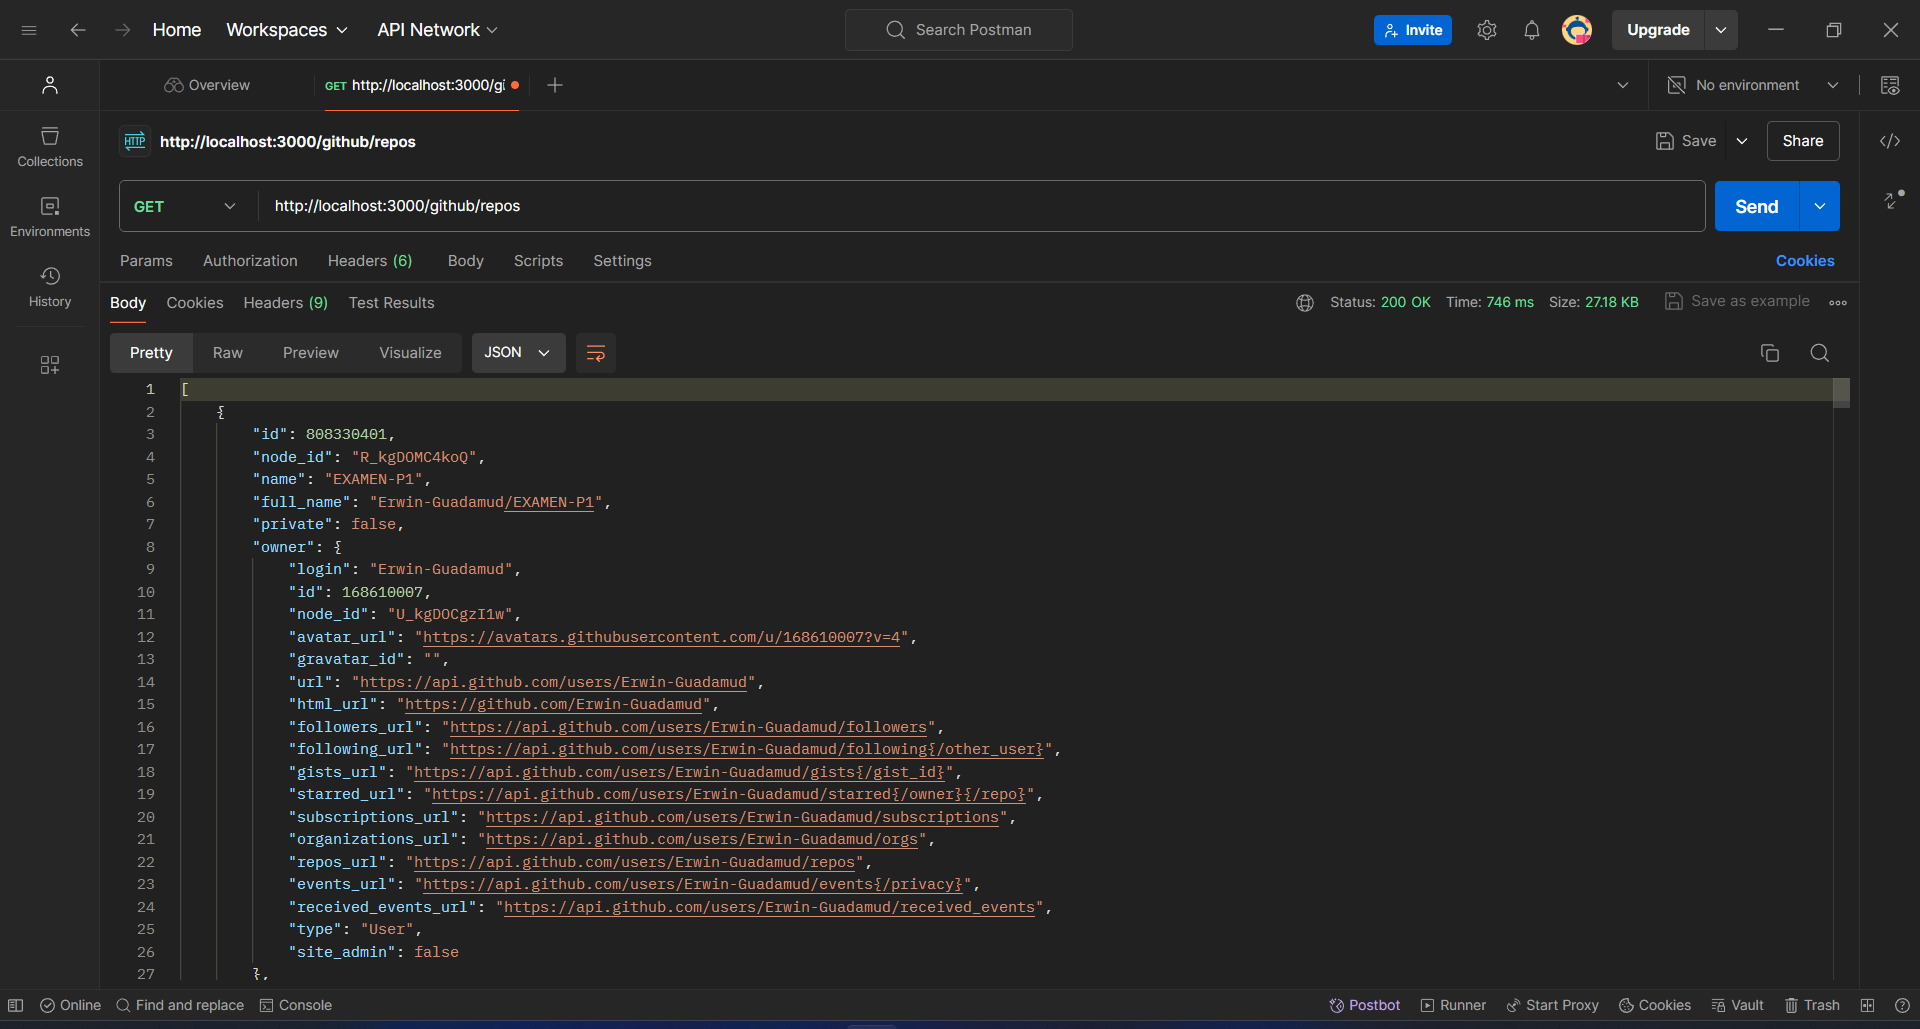 Home Workspaces API Network Search Postman Invite Upgrade
Overview GET http://localhost:3000/gi No environment
HTTP http://localhost:3000/github/repos Save Share
Collections
Environments
History
GET http://localhost:3000/github/repos Send
Params Authorization Headers (6) Body Scripts Settings Cookies
Body Cookies Headers (9) Test Results Status: 200 OK Time: 746 ms Size: 27.18 KB Save as example
Pretty Raw Preview Visualize JSON
1 [
2 {
3 "id": 808330401,
4 "node_id": "R_kgDOMC4koQ",
5 "name": "EXAMEN-P1",
6 "full_name": "Erwin-Guadamud/EXAMEN-P1",
7 "private": false,
8 "owner": {
9 "login": "Erwin-Guadamud",
10 "id": 168610007,
11 "node_id": "U_kgDOCgzI1w",
12 "avatar_url": "https://avatars.githubusercontent.com/u/168610007?v=4",
13 "gravatar_id": "",
14 "url": "https://api.github.com/users/Erwin-Guadamud",
15 "html_url": "https://github.com/Erwin-Guadamud",
16 "followers_url": "https://api.github.com/users/Erwin-Guadamud/followers",
17 "following_url": "https://api.github.com/users/Erwin-Guadamud/following{/other_user}",
18 "gists_url": "https://api.github.com/users/Erwin-Guadamud/gists{/gist_id}",
19 "starred_url": "https://api.github.com/users/Erwin-Guadamud/starred{/owner}{/repo}",
20 "subscriptions_url": "https://api.github.com/users/Erwin-Guadamud/subscriptions",
21 "organizations_url": "https://api.github.com/users/Erwin-Guadamud/orgs",
22 "repos_url": "https://api.github.com/users/Erwin-Guadamud/repos",
23 "events_url": "https://api.github.com/users/Erwin-Guadamud/events{/privacy}",
24 "received_events_url": "https://api.github.com/users/Erwin-Guadamud/received_events",
25 "type": "User",
26 "site_admin": false
27 },
Online Find and replace Console Postbot Runner Start Proxy Cookies Vault Trash